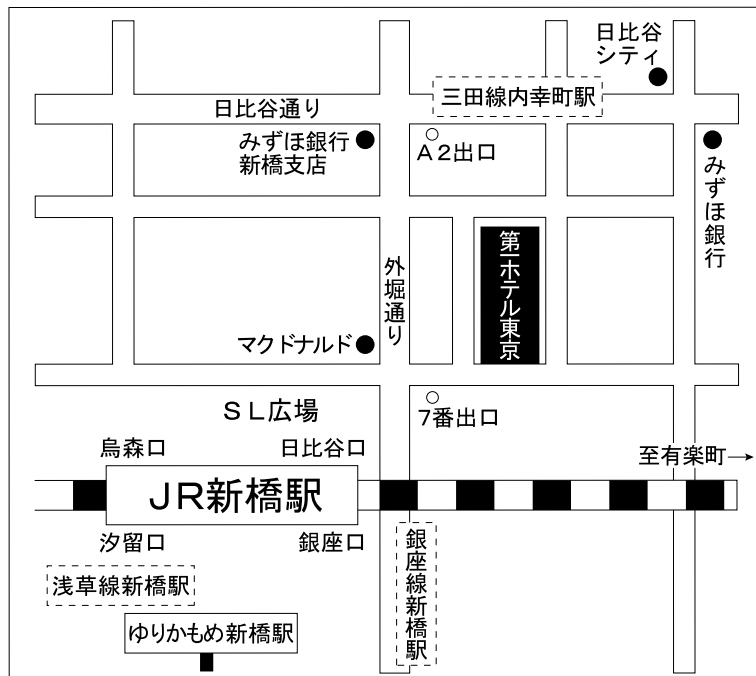 日比谷
シティ
三田線内幸町駅
日比谷通り
みずほ銀行
新橋支店
A2出口
みずほ銀行
第一ホテル東京
外堀通り
マクドナルド
SL広場
7番出口
烏森口
日比谷口
至有楽町→
JR新橋駅
汐留口
銀座口
銀座線新橋駅
浅草線新橋駅
ゆりかもめ新橋駅